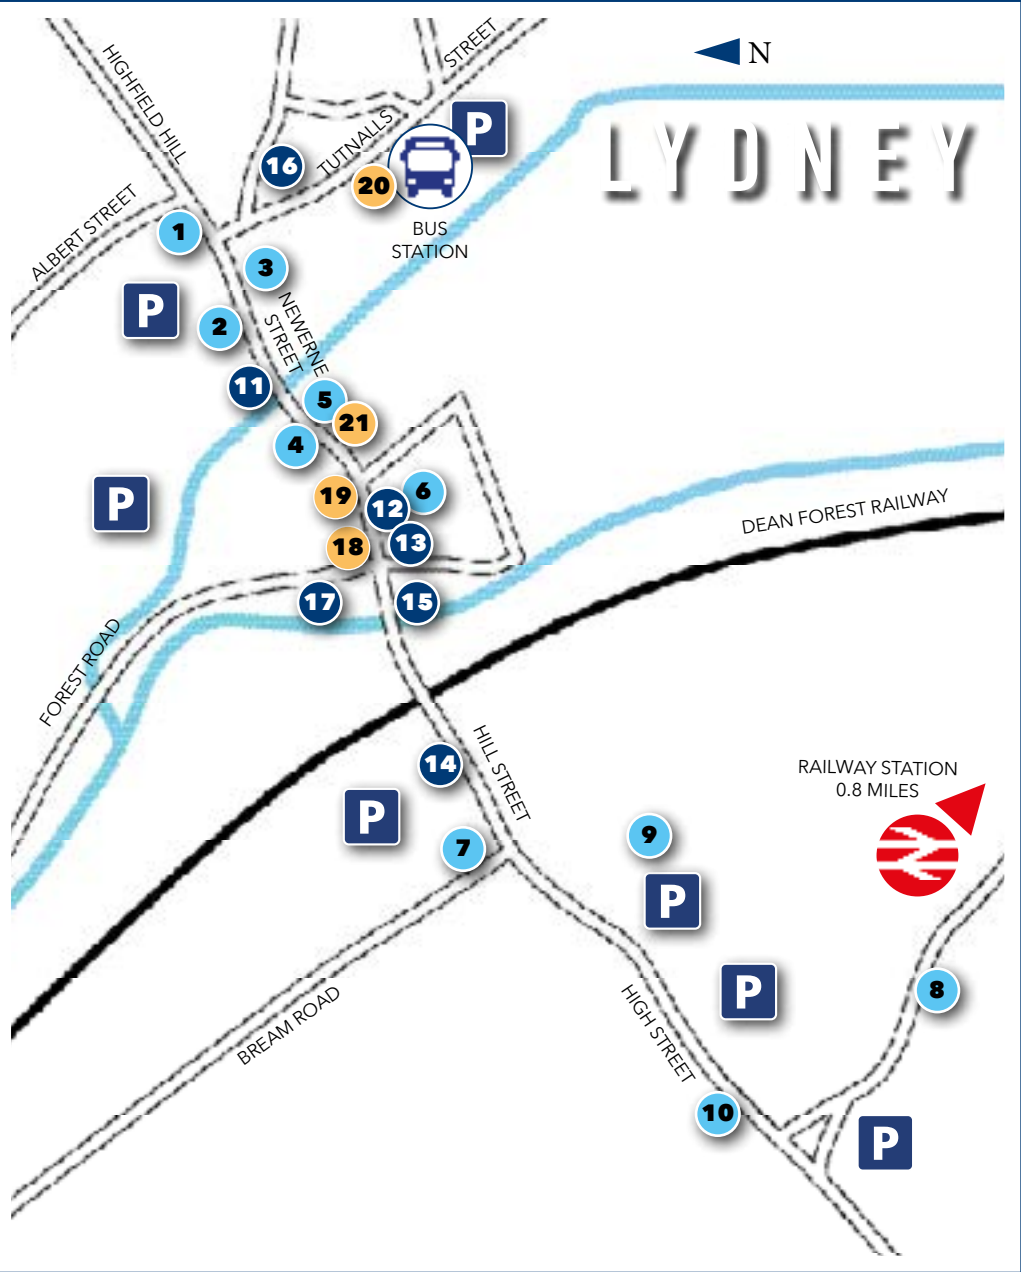 N
LYDNEY
HIGHFIELD HILL
STREET
TUTNALLS
P
16
20
BUS
STATION
ALBERT STREET
1
3
P
2
NEWERNE
STREET
11
5
21
4
P
19
6
12
18
13
DEAN FOREST RAILWAY
17
15
FOREST ROAD
14
HILL STREET
P
7
9
RAILWAY STATION
0.8 MILES
P
P
8
BREAM ROAD
HIGH STREET
10
P